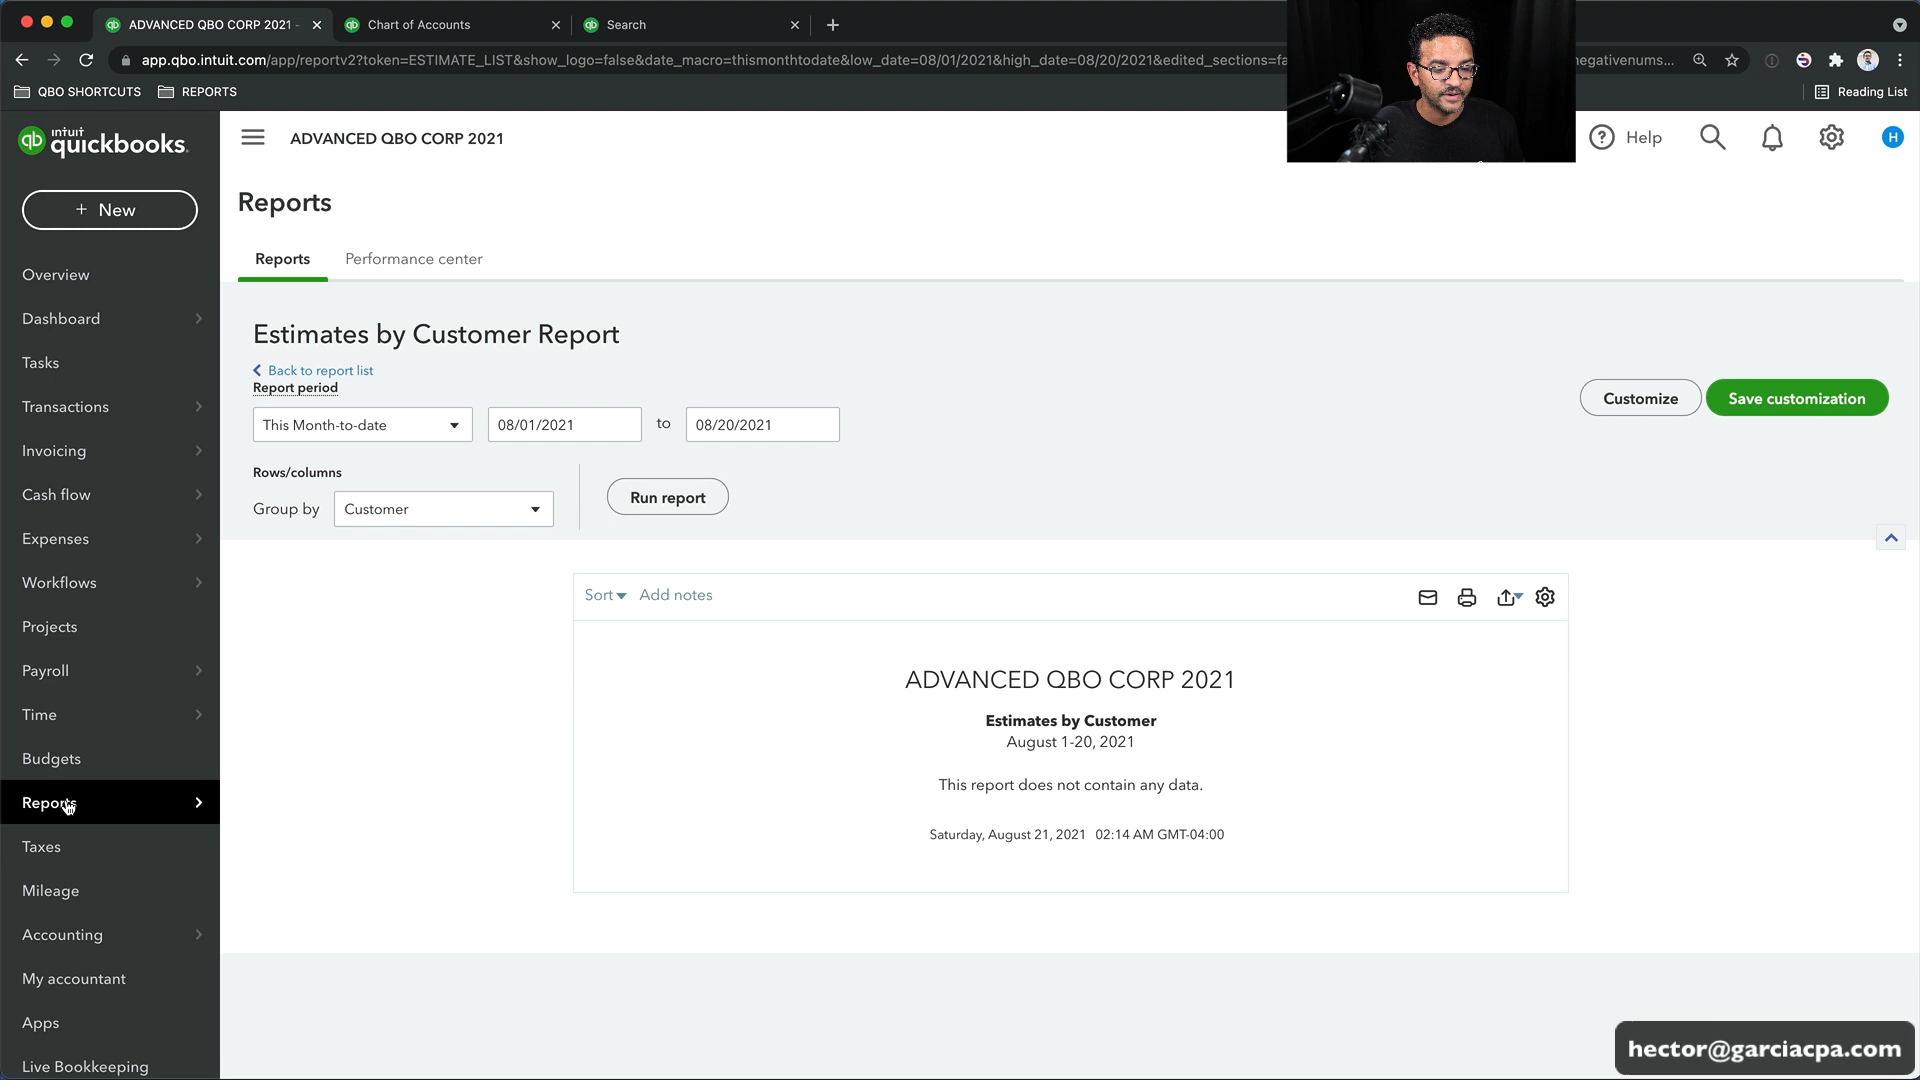 ADVANCED QBO CORP 2021 -
Chart of Accounts
Search
app.qbo.intuit.com/app/reportv2?token=ESTIMATE_LIST&show_logo=false&date_macro=thismonthtodate&low_date=08/01/2021&high_date=08/20/2021&edited_sections=fa
negativenums...
QBO SHORTCUTS
REPORTS
Reading List
qb intuit quickbooks.
ADVANCED QBO CORP 2021
Help
H
+ New
Reports
Reports
Performance center
Overview
Dashboard
Tasks
Transactions
Invoicing
Cash flow
Expenses
Workflows
Projects
Payroll
Time
Budgets
Reports
Taxes
Mileage
Accounting
My accountant
Apps
Live Bookkeeping
Estimates by Customer Report
Back to report list
Report period
This Month-to-date
08/01/2021
to
08/20/2021
Customize
Save customization
Rows/columns
Group by
Customer
Run report
Sort
Add notes
ADVANCED QBO CORP 2021
Estimates by Customer
August 1-20, 2021
This report does not contain any data.
Saturday, August 21, 2021 02:14 AM GMT-04:00
hector@garciacpa.com